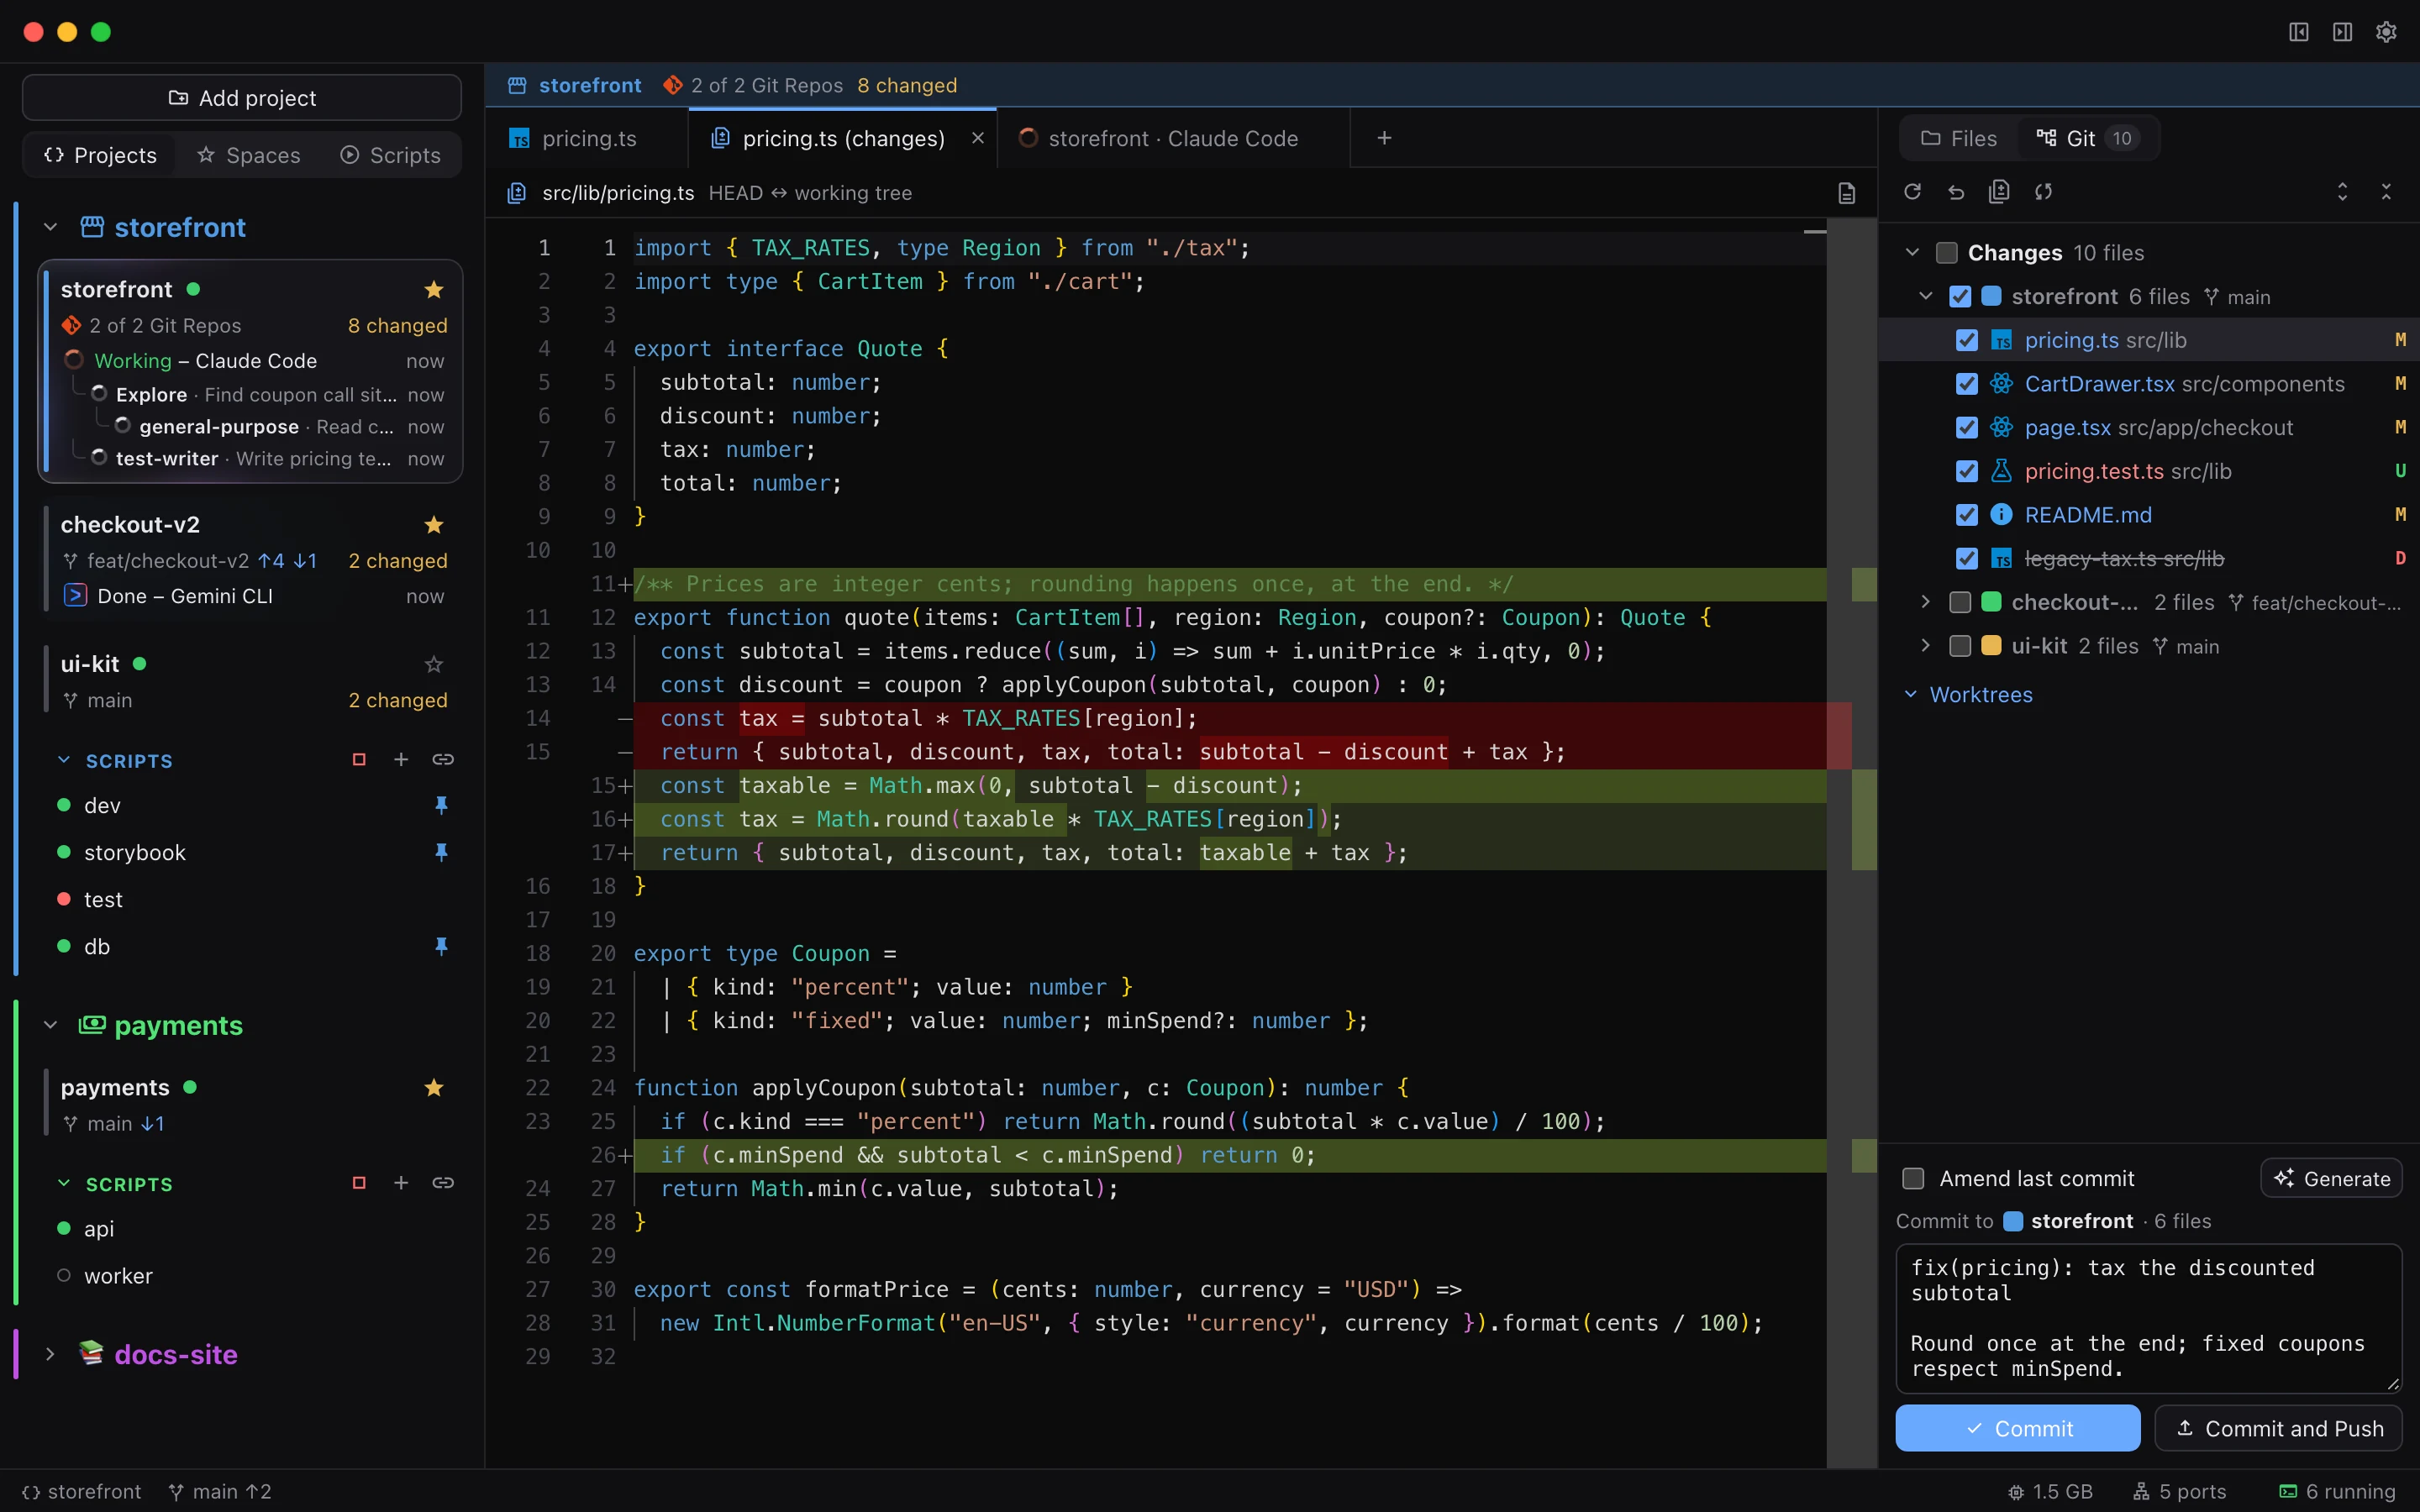 Add project
Projects
Spaces
Scripts
storefront
storefront
2 of 2 Git Repos 8 changed
Working – Claude Code now
Explore · Find coupon call sit... now
general-purpose · Read c... now
test-writer · Write pricing te... now
checkout-v2
feat/checkout-v2 ↑4 ↓1 2 changed
Done – Gemini CLI now
ui-kit
main 2 changed
SCRIPTS
dev
storybook
test
db
payments
payments
main ↓1
SCRIPTS
api
worker
docs-site
storefront 2 of 2 Git Repos 8 changed
pricing.ts
pricing.ts (changes)
storefront · Claude Code
src/lib/pricing.ts HEAD ↔ working tree
1 1 import { TAX_RATES, type Region } from "./tax";
2 2 import type { CartItem } from "./cart";
3 3
4 4 export interface Quote {
5 5 subtotal: number;
6 6 discount: number;
7 7 tax: number;
8 8 total: number;
9 9 }
10 10
11+ /** Prices are integer cents; rounding happens once, at the end. */
11 12 export function quote(items: CartItem[], region: Region, coupon?: Coupon): Quote {
12 13 const subtotal = items.reduce((sum, i) => sum + i.unitPrice * i.qty, 0);
13 14 const discount = coupon ? applyCoupon(subtotal, coupon) : 0;
14 — const tax = subtotal * TAX_RATES[region];
15 — return { subtotal, discount, tax, total: subtotal - discount + tax };
15+ const taxable = Math.max(0, subtotal - discount);
16+ const tax = Math.round(taxable * TAX_RATES[region]);
17+ return { subtotal, discount, tax, total: taxable + tax };
16 18 }
17 19
18 20 export type Coupon =
19 21 | { kind: "percent"; value: number }
20 22 | { kind: "fixed"; value: number; minSpend?: number };
21 23
22 24 function applyCoupon(subtotal: number, c: Coupon): number {
23 25 if (c.kind === "percent") return Math.round((subtotal * c.value) / 100);
26+ if (c.minSpend && subtotal < c.minSpend) return 0;
24 27 return Math.min(c.value, subtotal);
25 28 }
26 29
27 30 export const formatPrice = (cents: number, currency = "USD") =>
28 31 new Intl.NumberFormat("en-US", { style: "currency", currency }).format(cents / 100);
29 32
Files
Git 10
Changes 10 files
storefront 6 files main
TS pricing.ts src/lib M
CartDrawer.tsx src/components M
page.tsx src/app/checkout M
pricing.test.ts src/lib U
README.md M
TS legacy-tax.ts src/lib D
checkout-... 2 files feat/checkout-...
ui-kit 2 files main
Worktrees
Amend last commit
Generate
Commit to storefront · 6 files
fix(pricing): tax the discounted
subtotal
Round once at the end; fixed coupons
respect minSpend.
Commit
Commit and Push
storefront main ↑2
1.5 GB 5 ports 6 running